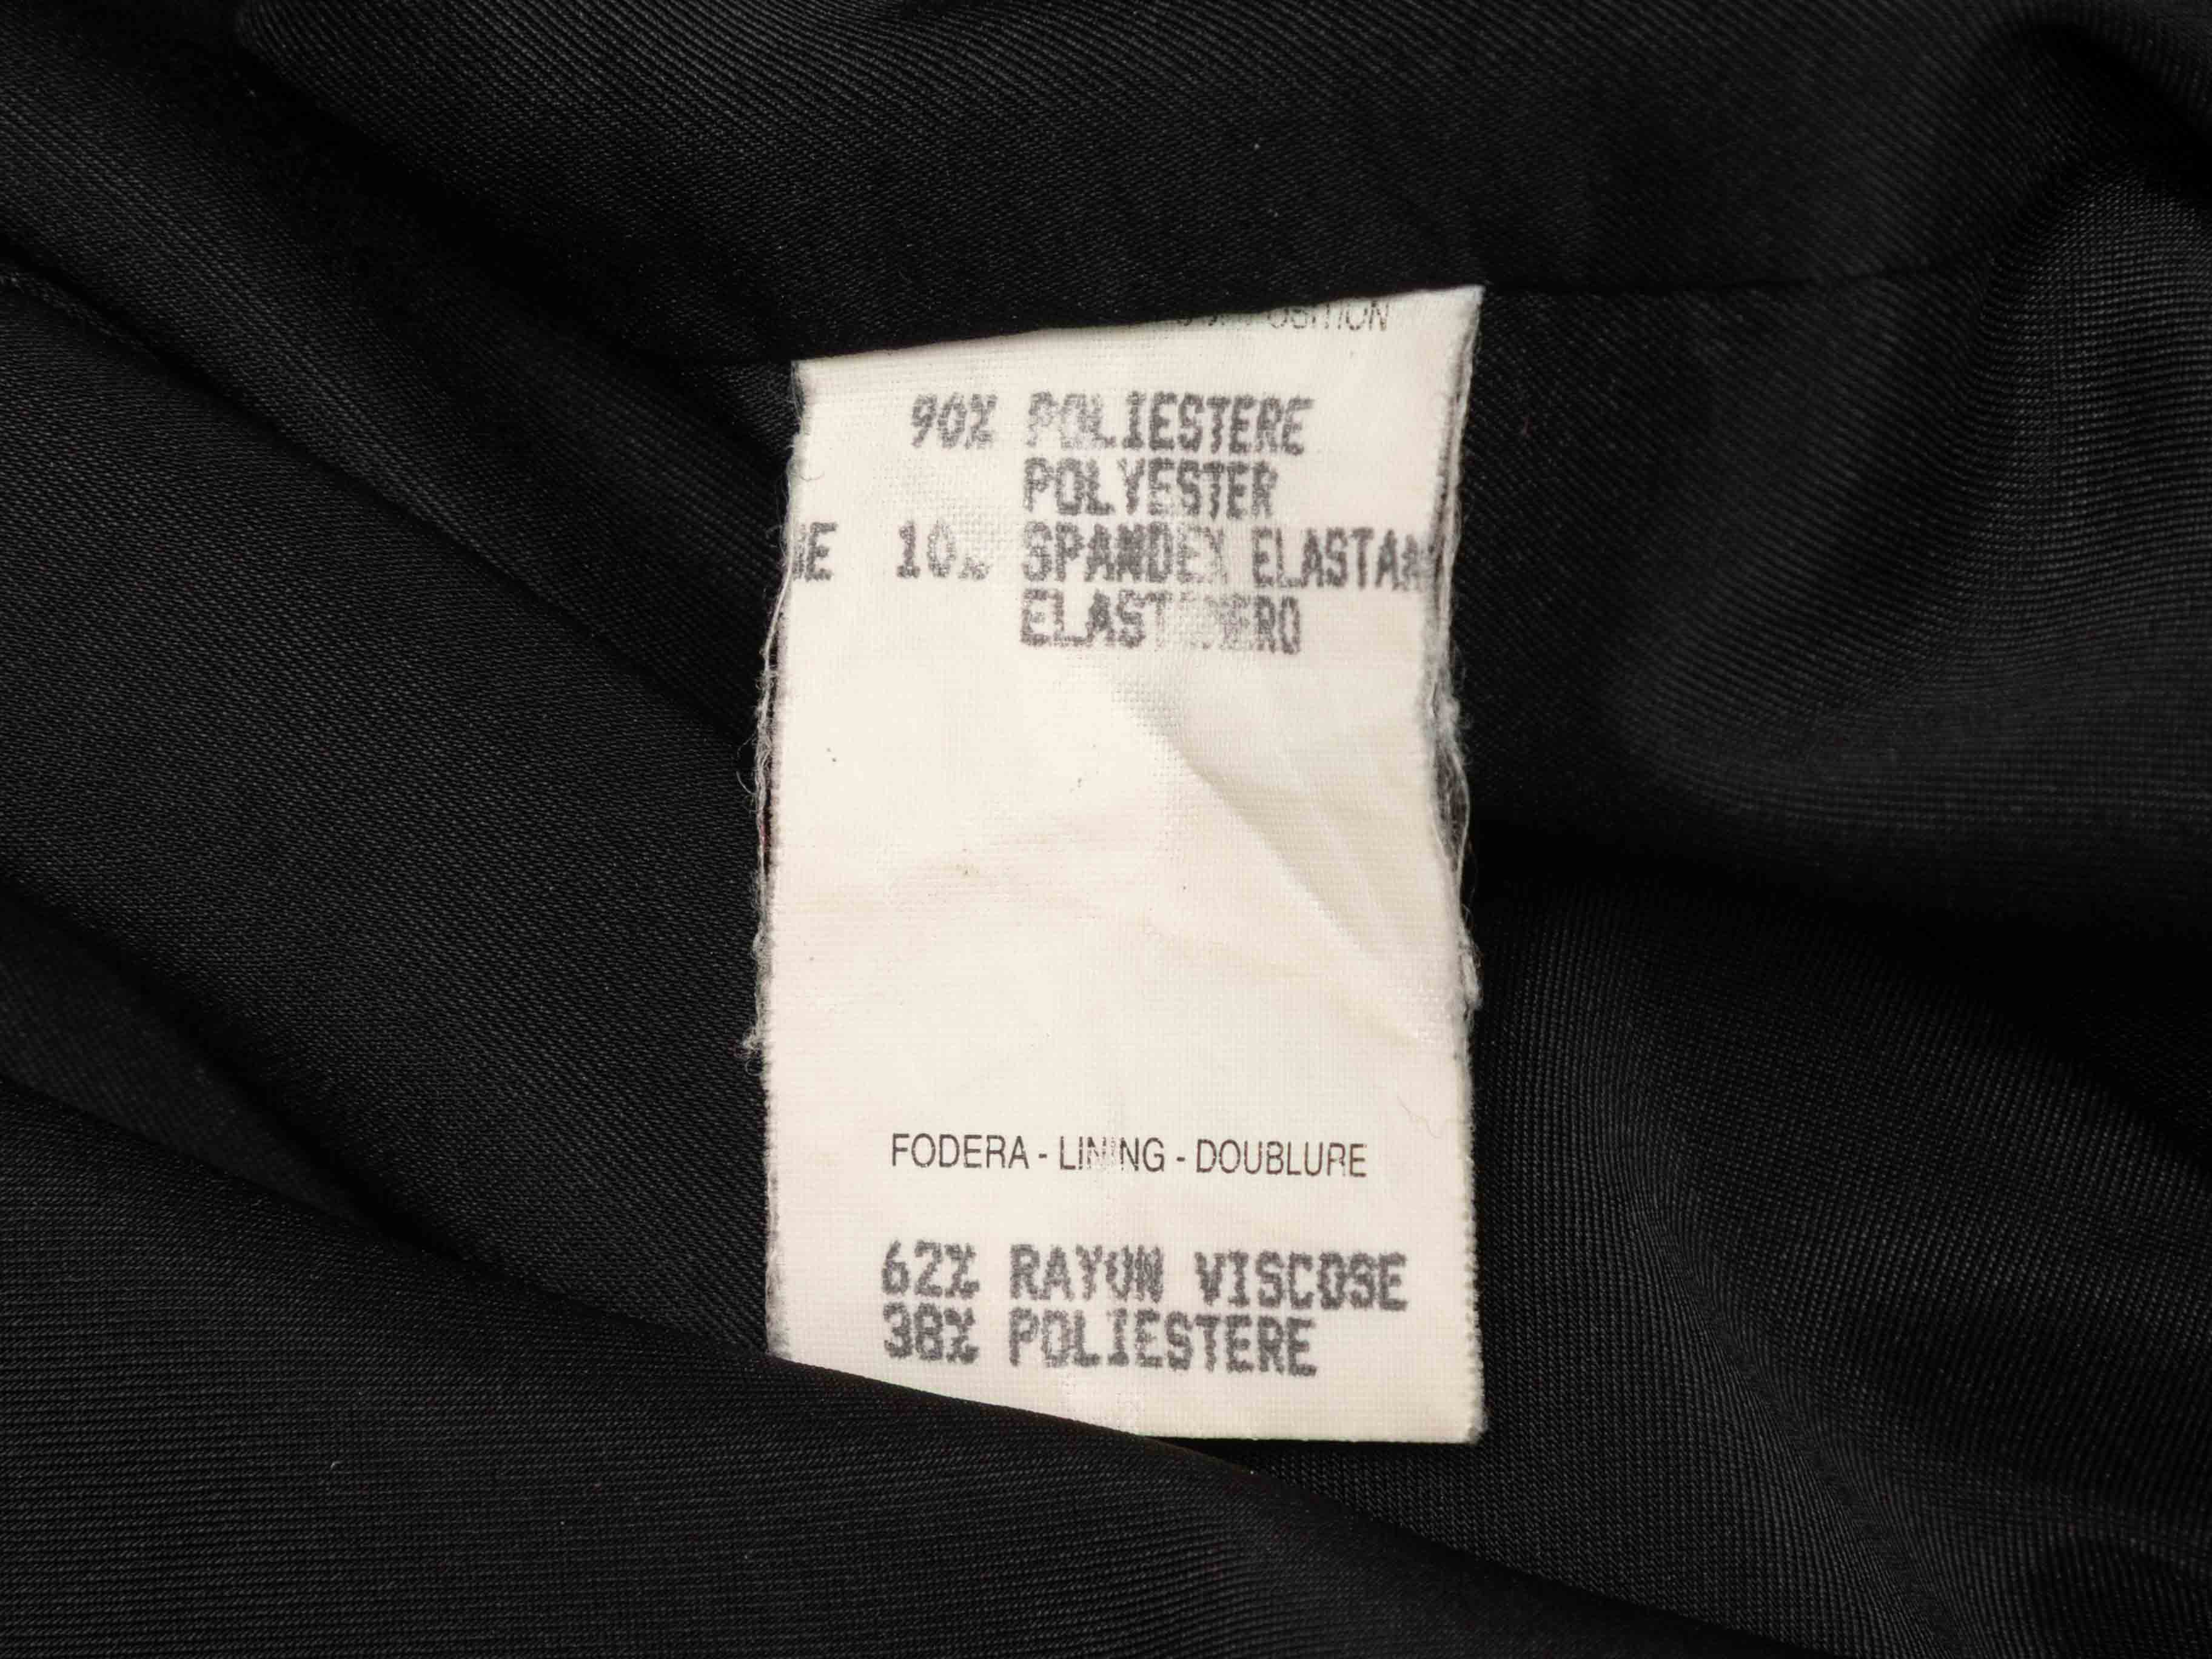 90% POLIESTERE
POLYESTER
10% SPANDEX ELASTAN
FODERA - LINING - DOUBLURE
62% RAYON VISCOSE
38% POLIESTERE